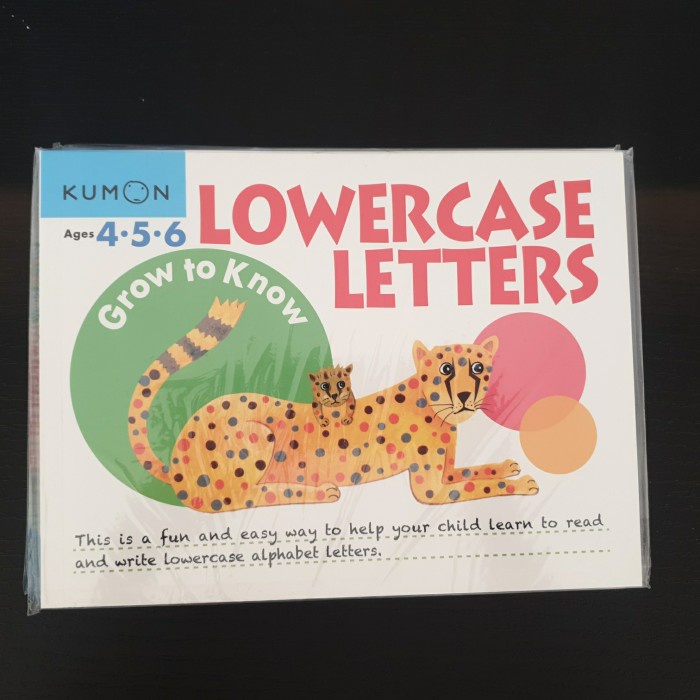 KUMON
Ages 4•5•6
LOWERCASE
LETTERS
Grow to Know
This is a fun and easy way to help your child learn to read
and write lowercase alphabet letters.